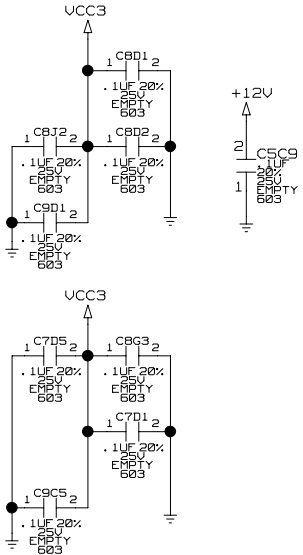 VCC3
C8D1
1 2
.1UF 20%
25V
EMPTY
603
C8J2
1 2
.1UF 20%
25V
EMPTY
603
C8D2
1 2
.1UF 20%
25V
EMPTY
603
C9D1
1 2
.1UF 20%
25V
EMPTY
603
+12V
2
C5C9
.1UF
20%
25V
1
EMPTY
603
VCC3
C7D5
1 2
.1UF 20%
25V
EMPTY
603
C8G3
1 2
.1UF 20%
25V
EMPTY
603
C7D1
1 2
.1UF 20%
25V
EMPTY
603
C9C5
1 2
.1UF 20%
25V
EMPTY
603